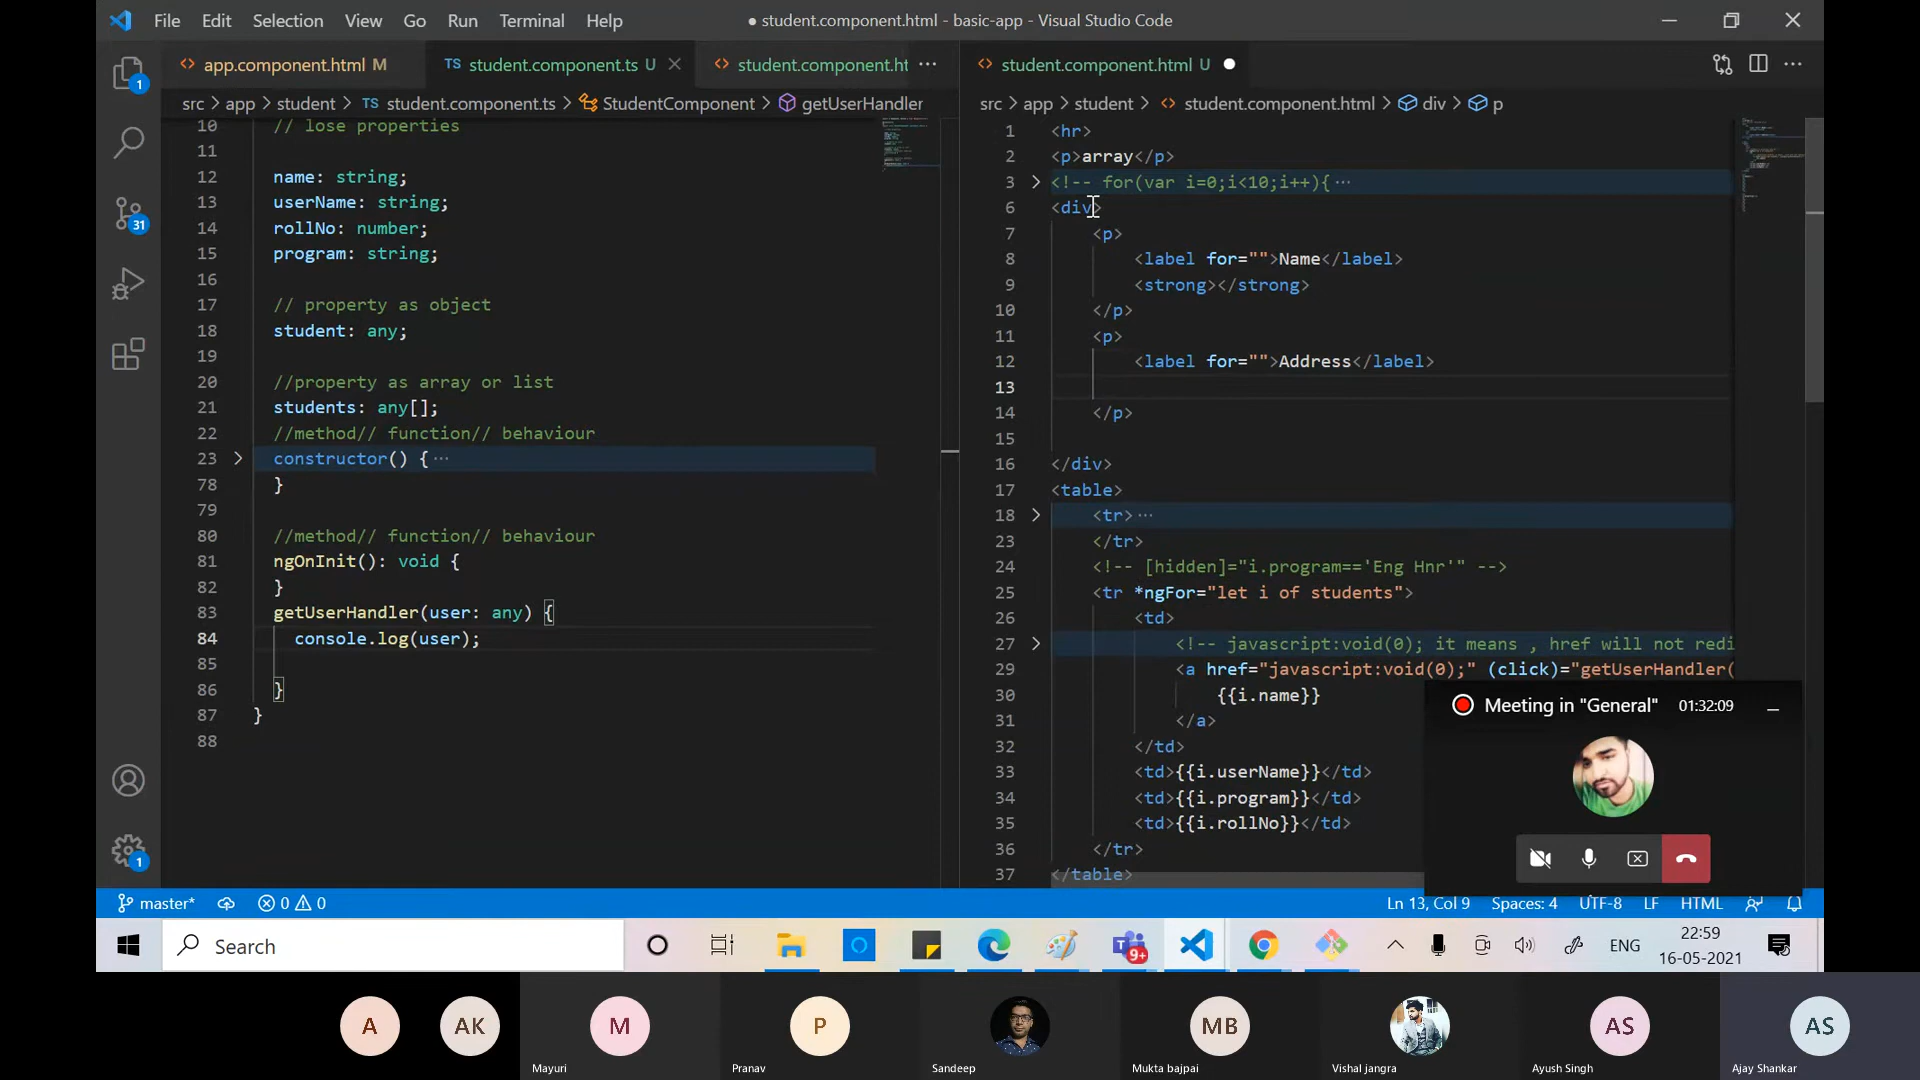 File Edit Selection View Go Run Terminal Help
● student.component.html - basic-app - Visual Studio Code
app.component.html M
TS student.component.ts U
student.component.ht
student.component.html U
src > app > student > TS student.component.ts > StudentComponent > getUserHandler
src > app > student > student.component.html > div > p
10 // lose properties
11
12 name: string;
13 userName: string;
14 rollNo: number;
15 program: string;
16
17 // property as object
18 student: any;
19
20 //property as array or list
21 students: any[];
22 //method// function// behaviour
23 constructor() { ...
78 }
79
80 //method// function// behaviour
81 ngOnInit(): void {
82 }
83 getUserHandler(user: any) {
84 console.log(user);
85
86 }
87 }
88
1 <hr>
2 <p>array</p>
3 <!-- for(var i=0;i<10;i++){ ...
6 <div>
7 <p>
8 <label for="">Name</label>
9 <strong></strong>
10 </p>
11 <p>
12 <label for="">Address</label>
13
14 </p>
15
16 </div>
17 <table>
18 <tr> ...
23 </tr>
24 <!-- [hidden]="i.program=='Eng Hnr'" -->
25 <tr *ngFor="let i of students">
26 <td>
27 <!-- javascript:void(0); it means , href will not redi
29 <a href="javascript:void(0);" (click)="getUserHandler(
30 {{i.name}}
31 </a>
32 </td>
33 <td>{{i.userName}}</td>
34 <td>{{i.program}}</td>
35 <td>{{i.rollNo}}</td>
36 </tr>
37 </table>
1
31
1
Meeting in "General" 01:32:09
master* 0 0
Ln 13, Col 9 Spaces: 4 UTF-8 LF HTML
Search
9+
ENG
22:59
16-05-2021
A
AK
M
P
MB
AS
AS
Mayuri
Pranav
Sandeep
Mukta bajpai
Vishal jangra
Ayush Singh
Ajay Shankar